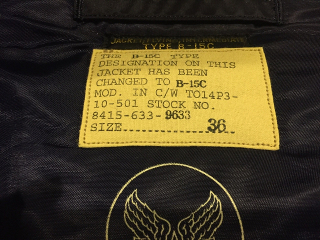 TYPE B-15C
THE B-15C TYPE
DESIGNATION ON THIS
JACKET HAS BEEN
CHANGED TO B-15C
MOD. IN C/W TO14P3-
10-501 STOCK NO.
8415-633-9633
SIZE 36